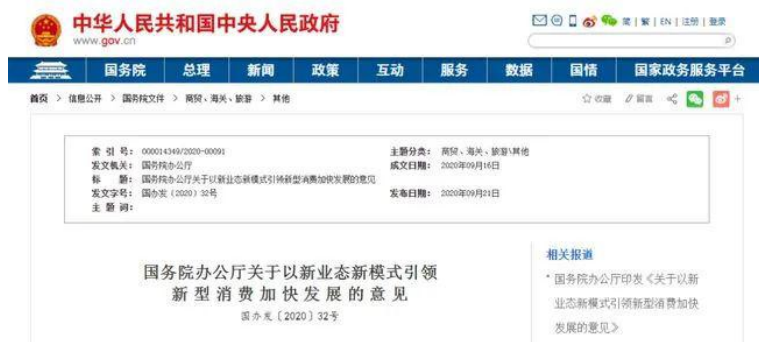 中华人民共和国中央人民政府
www.gov.cn
简 | 繁 | EN | 注册 | 登录
国务院 总理 新闻 政策 互动 服务 数据 国情 国家政务服务平台
首页 > 信息公开 > 国务院文件 > 商贸、海关、旅游 > 其他
收藏 留言
索 引 号: 000014349/2020-00091 主题分类: 商贸、海关、旅游\其他
发文机关: 国务院办公厅 成文日期: 2020年09月16日
标 题: 国务院办公厅关于以新业态新模式引领新型消费加快发展的意见
发文字号: 国办发〔2020〕32号 发布日期: 2020年09月21日
主 题 词:
国务院办公厅关于以新业态新模式引领
新型消费加快发展的意见
国办发〔2020〕32号
相关报道
• 国务院办公厅印发《关于以新
业态新模式引领新型消费加快
发展的意见》